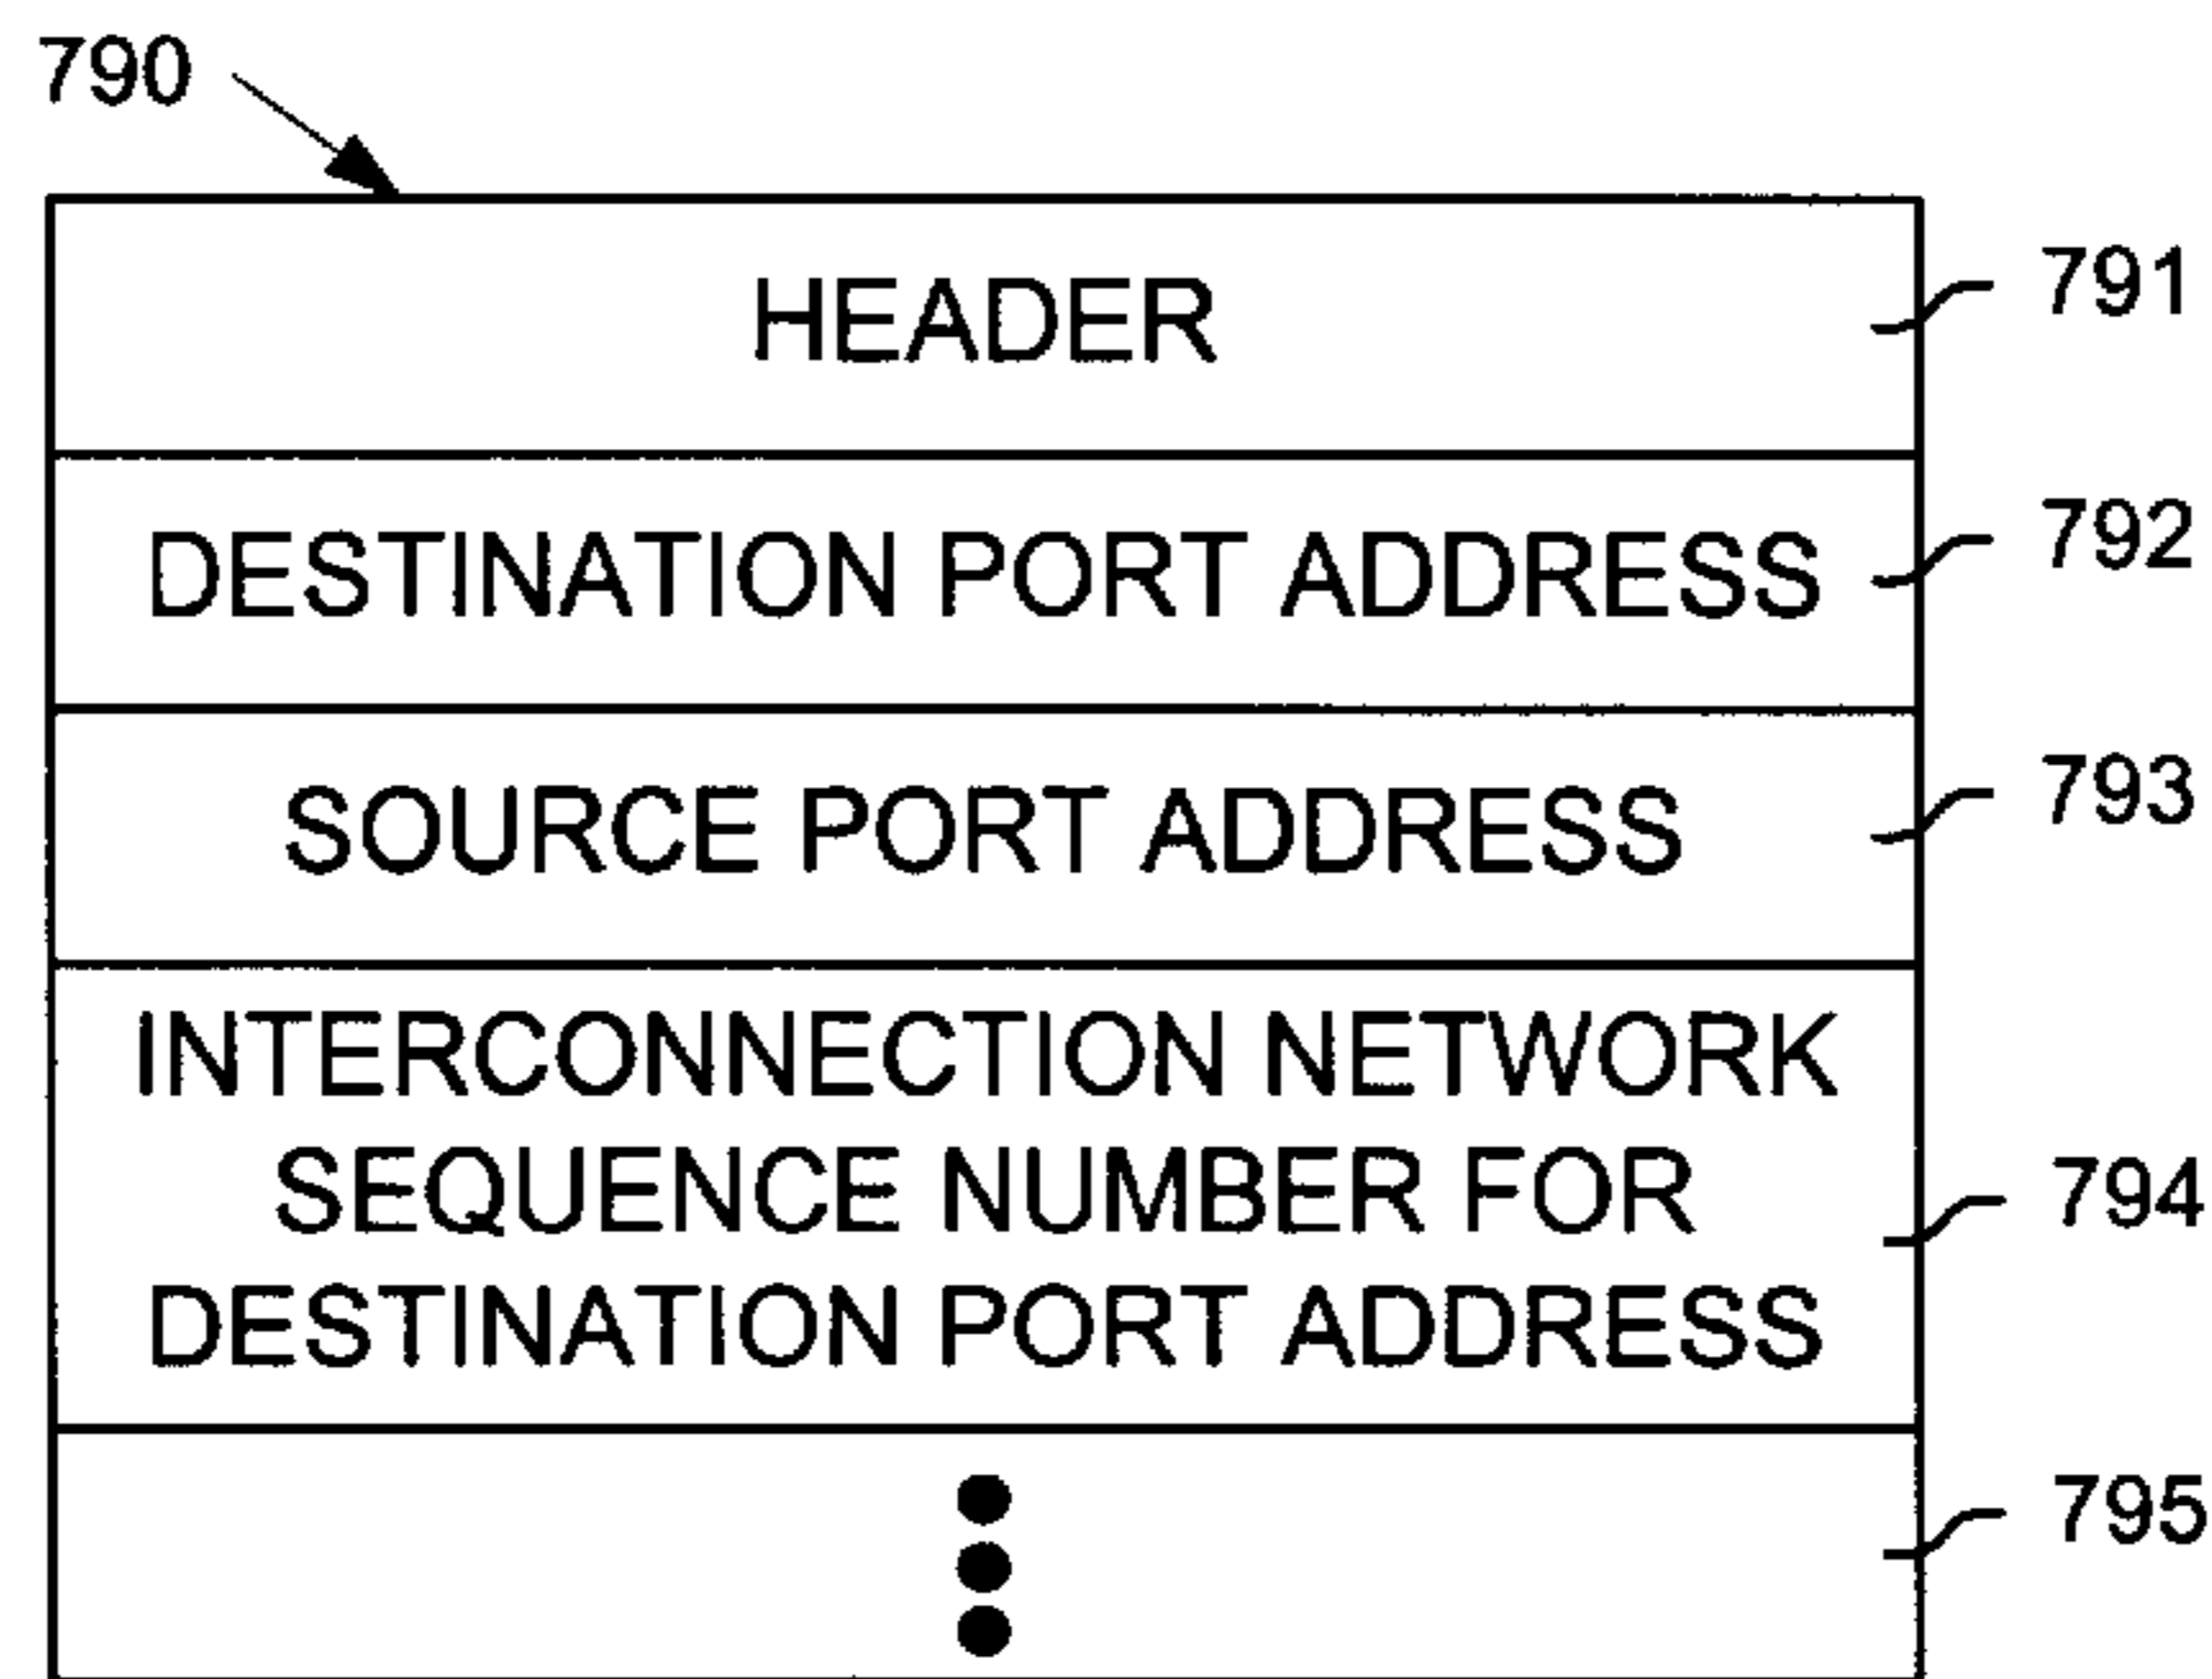 790
HEADER
791
DESTINATION PORT ADDRESS
792
SOURCE PORT ADDRESS
793
INTERCONNECTION NETWORK
SEQUENCE NUMBER FOR
DESTINATION PORT ADDRESS
794
795